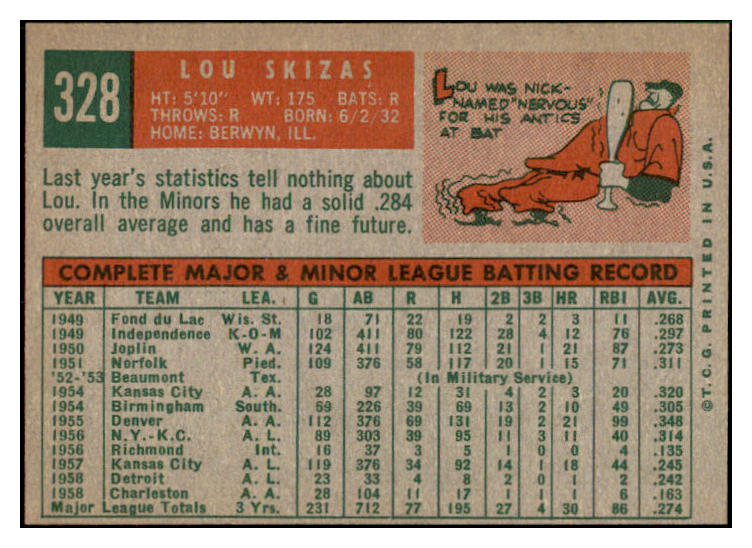 328
LOU SKIZAS
HT: 5'10" WT: 175 BATS: R
THROWS: R BORN: 6/2/32
HOME: BERWYN, ILL.
LOU WAS NICK-
NAMED "NERVOUS"
FOR HIS ANTICS
AT BAT
Last year's statistics tell nothing about
Lou. In the Minors he had a solid .284
overall average and has a fine future.
COMPLETE MAJOR & MINOR LEAGUE BATTING RECORD
YEAR TEAM LEA. G AB R H 2B 3B HR RBI AVG.
1949 Fond du Lac Wis. St. 18 71 22 19 2 2 3 11 .268
1949 Independence K-O-M 102 411 80 122 28 4 12 76 .297
1950 Joplin W. A. 124 411 79 112 21 1 21 87 .273
1951 Norfolk Pied. 109 376 58 117 20 1 15 71 .311
'52-'53 Beaumont Tex. (In Military Service)
1954 Kansas City A. A. 28 97 12 31 4 2 3 20 .320
1954 Birmingham South. 69 226 39 69 13 2 10 49 .305
1955 Denver A. A. 112 376 69 131 19 2 21 99 .348
1956 N.Y.-K.C. A. L. 89 303 39 95 11 3 11 40 .314
1956 Richmond Int. 16 37 3 5 1 0 0 4 .135
1957 Kansas City A. L. 119 376 34 92 14 1 18 44 .245
1958 Detroit A. L. 23 33 4 8 2 0 1 2 .242
1958 Charleston A. A. 28 104 11 17 1 1 1 6 .163
Major League Totals 3 Yrs. 231 712 77 195 27 4 30 86 .274
©T.C.G. PRINTED IN U.S.A.